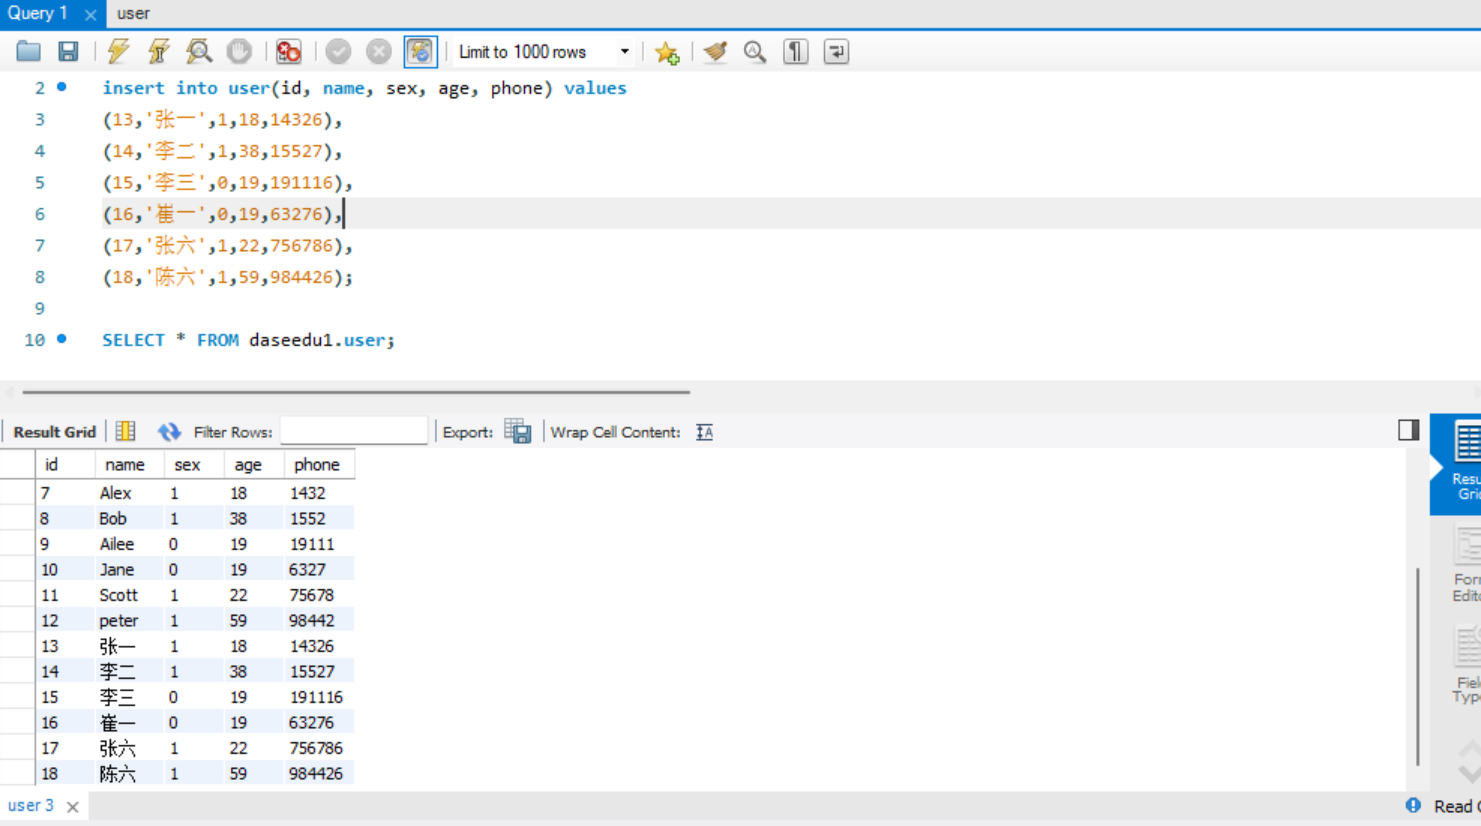 Query 1 user
Limit to 1000 rows
2 insert into user(id, name, sex, age, phone) values
3 (13,'张一',1,18,14326),
4 (14,'李二',1,38,15527),
5 (15,'李三',0,19,191116),
6 (16,'崔一',0,19,63276),
7 (17,'张六',1,22,756786),
8 (18,'陈六',1,59,984426);
9
10 SELECT * FROM daseedu1.user;
Result Grid Filter Rows: Export: Wrap Cell Content:
id name sex age phone
7 Alex 1 18 1432
8 Bob 1 38 1552
9 Ailee 0 19 19111
10 Jane 0 19 6327
11 Scott 1 22 75678
12 peter 1 59 98442
13 张一 1 18 14326
14 李二 1 38 15527
15 李三 0 19 191116
16 崔一 0 19 63276
17 张六 1 22 756786
18 陈六 1 59 984426
user 3
Read